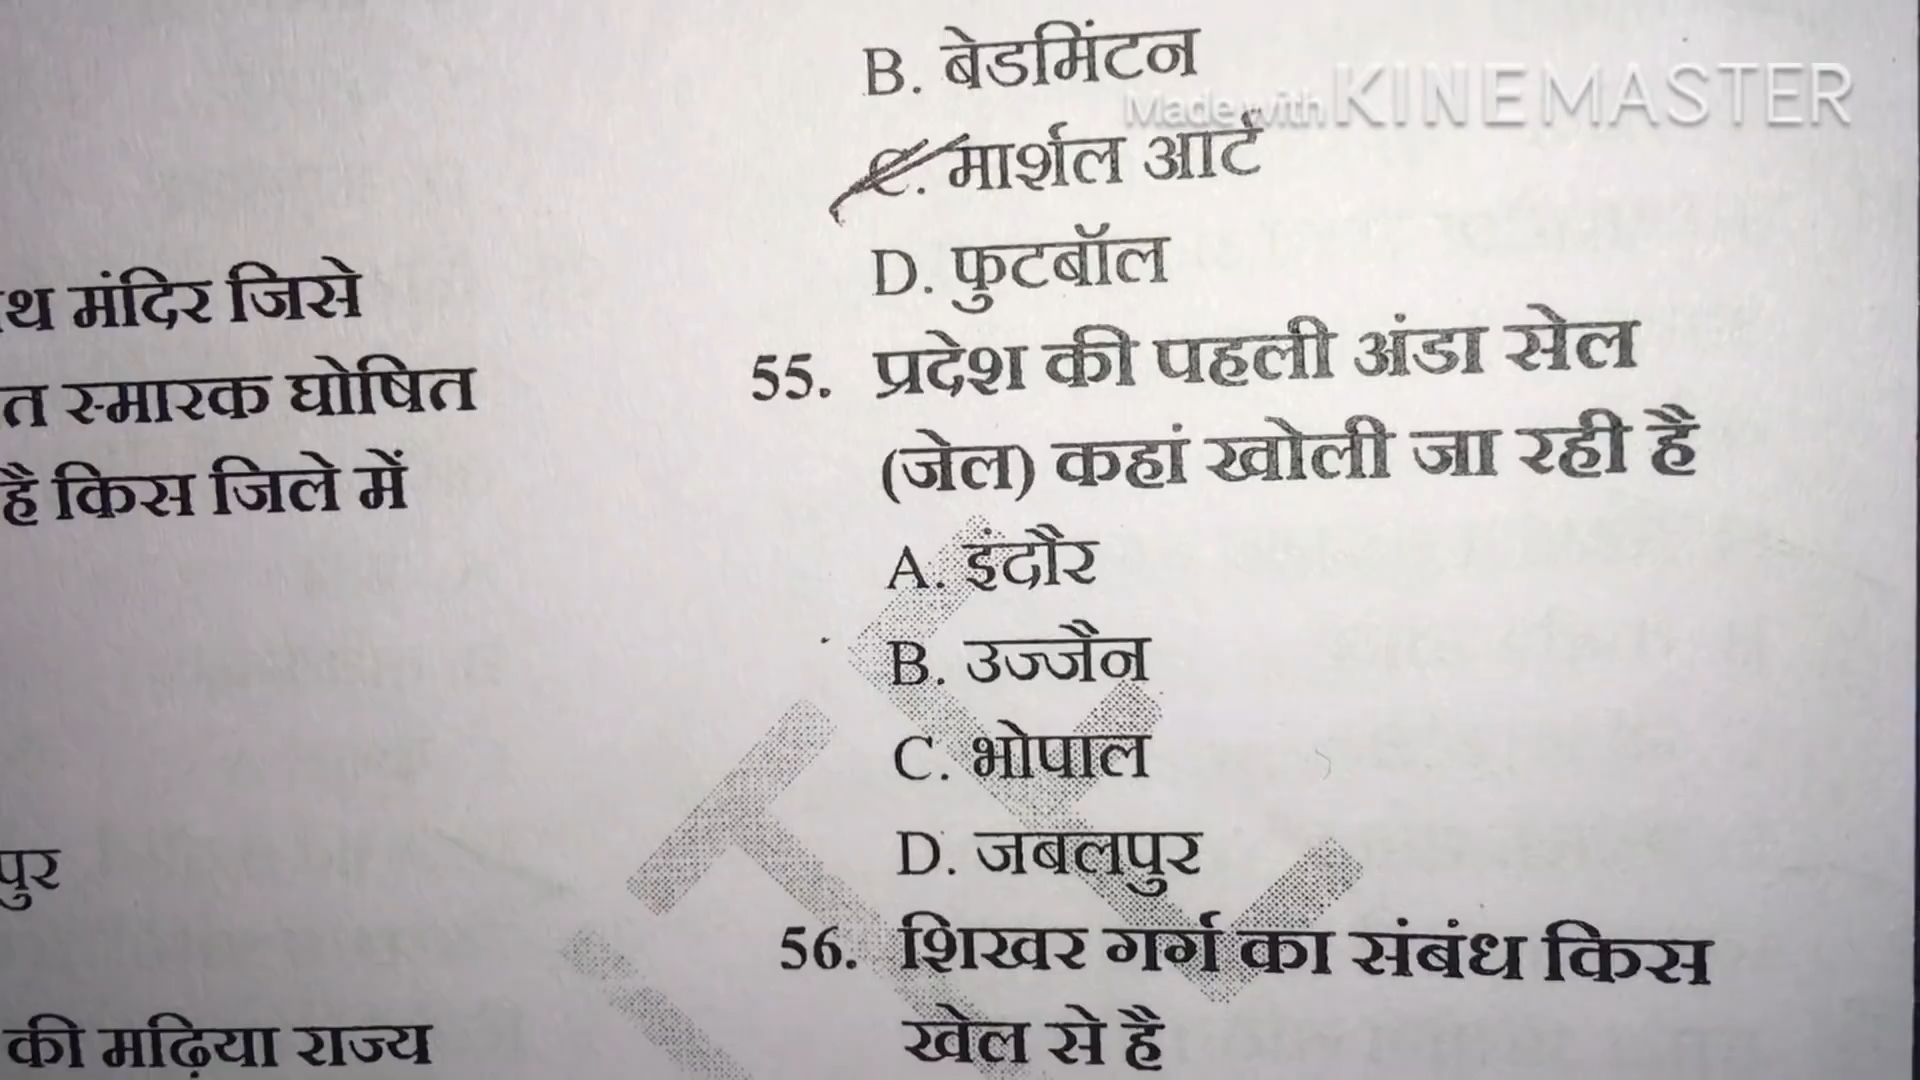 थ मंदिर जिसे
त स्मारक घोषित
है किस जिले में
पुर
की मढ़िया राज्य
B. बेडमिंटन
Made with KINEMASTER
C. मार्शल आर्ट
D. फुटबॉल
55. प्रदेश की पहली अंडा सेल
(जेल) कहां खोली जा रही है
A. इंदौर
B. उज्जैन
C. भोपाल
D. जबलपुर
56. शिखर गर्ग का संबंध किस
खेल से है